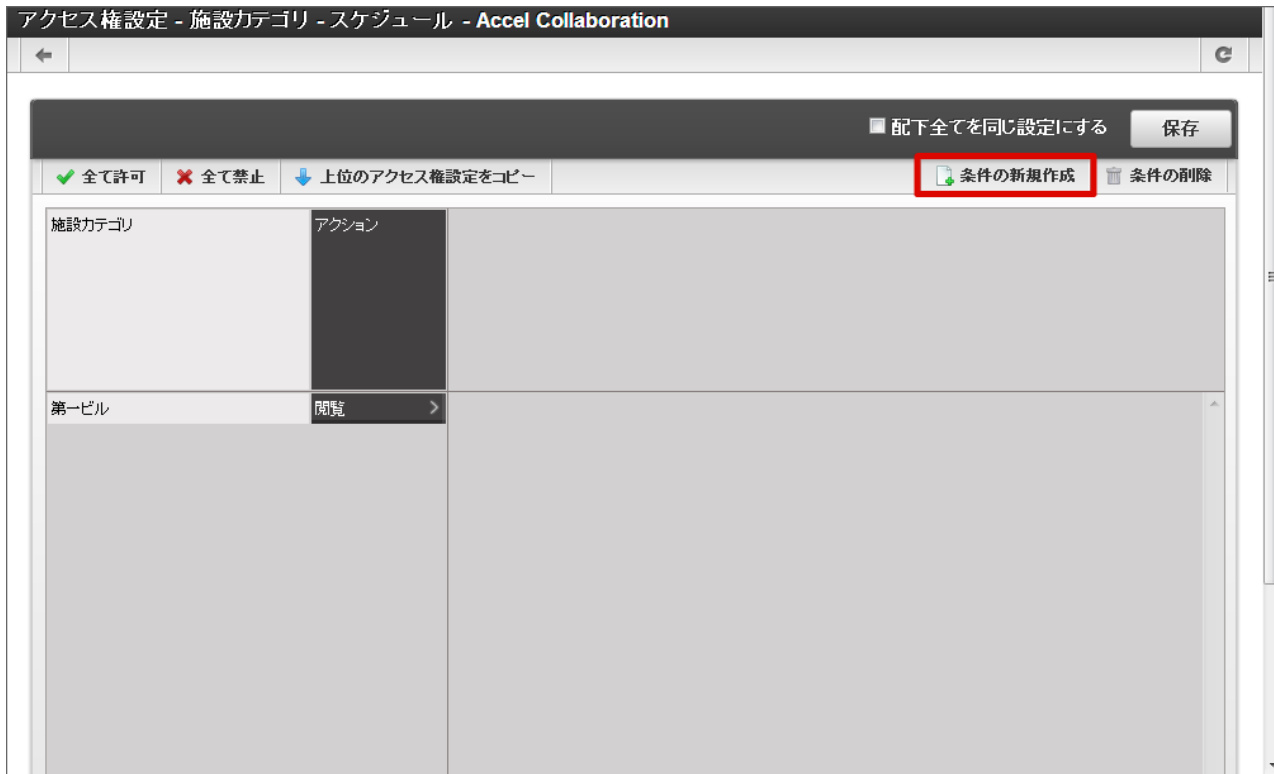 アクセス権設定 - 施設カテゴリ - スケジュール - Accel Collaboration
配下全てを同じ設定にする 保存
全て許可 全て禁止 上位のアクセス権設定をコピー 条件の新規作成 条件の削除
施設カテゴリ アクション
第一ビル 閲覧